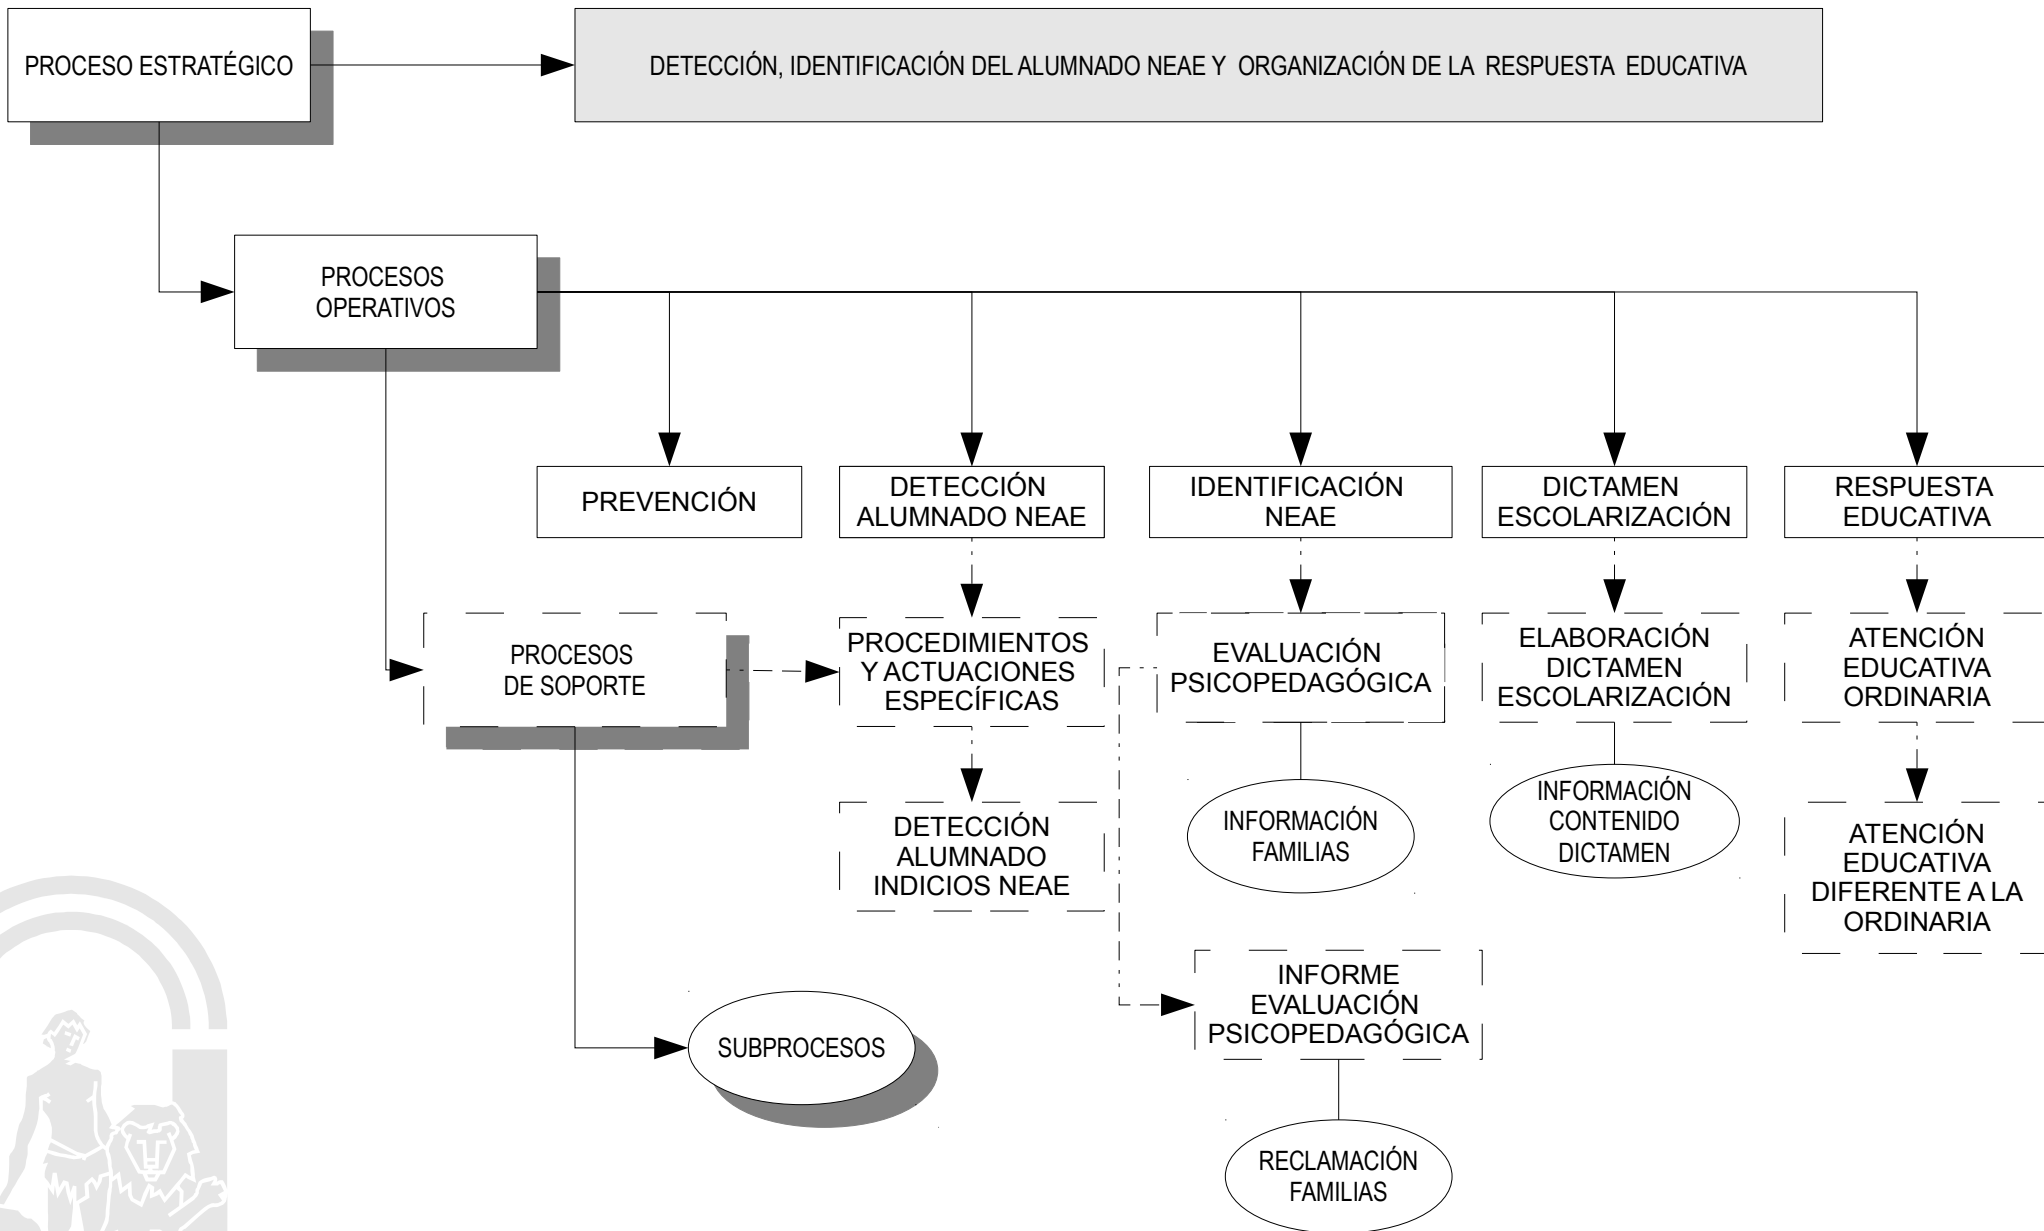 PROCESO ESTRATÉGICO
DETECCIÓN, IDENTIFICACIÓN DEL ALUMNADO NEAE Y ORGANIZACIÓN DE LA RESPUESTA EDUCATIVA
PROCESOS
OPERATIVOS
PREVENCIÓN
DETECCIÓN
ALUMNADO NEAE
IDENTIFICACIÓN
NEAE
DICTAMEN
ESCOLARIZACIÓN
RESPUESTA
EDUCATIVA
PROCESOS
DE SOPORTE
PROCEDIMIENTOS
Y ACTUACIONES
ESPECÍFICAS
EVALUACIÓN
PSICOPEDAGÓGICA
ELABORACIÓN
DICTAMEN
ESCOLARIZACIÓN
ATENCIÓN
EDUCATIVA
ORDINARIA
DETECCIÓN
ALUMNADO
INDICIOS NEAE
INFORMACIÓN
FAMILIAS
INFORMACIÓN
CONTENIDO
DICTAMEN
ATENCIÓN
EDUCATIVA
DIFERENTE A LA
ORDINARIA
INFORME
EVALUACIÓN
PSICOPEDAGÓGICA
SUBPROCESOS
RECLAMACIÓN
FAMILIAS